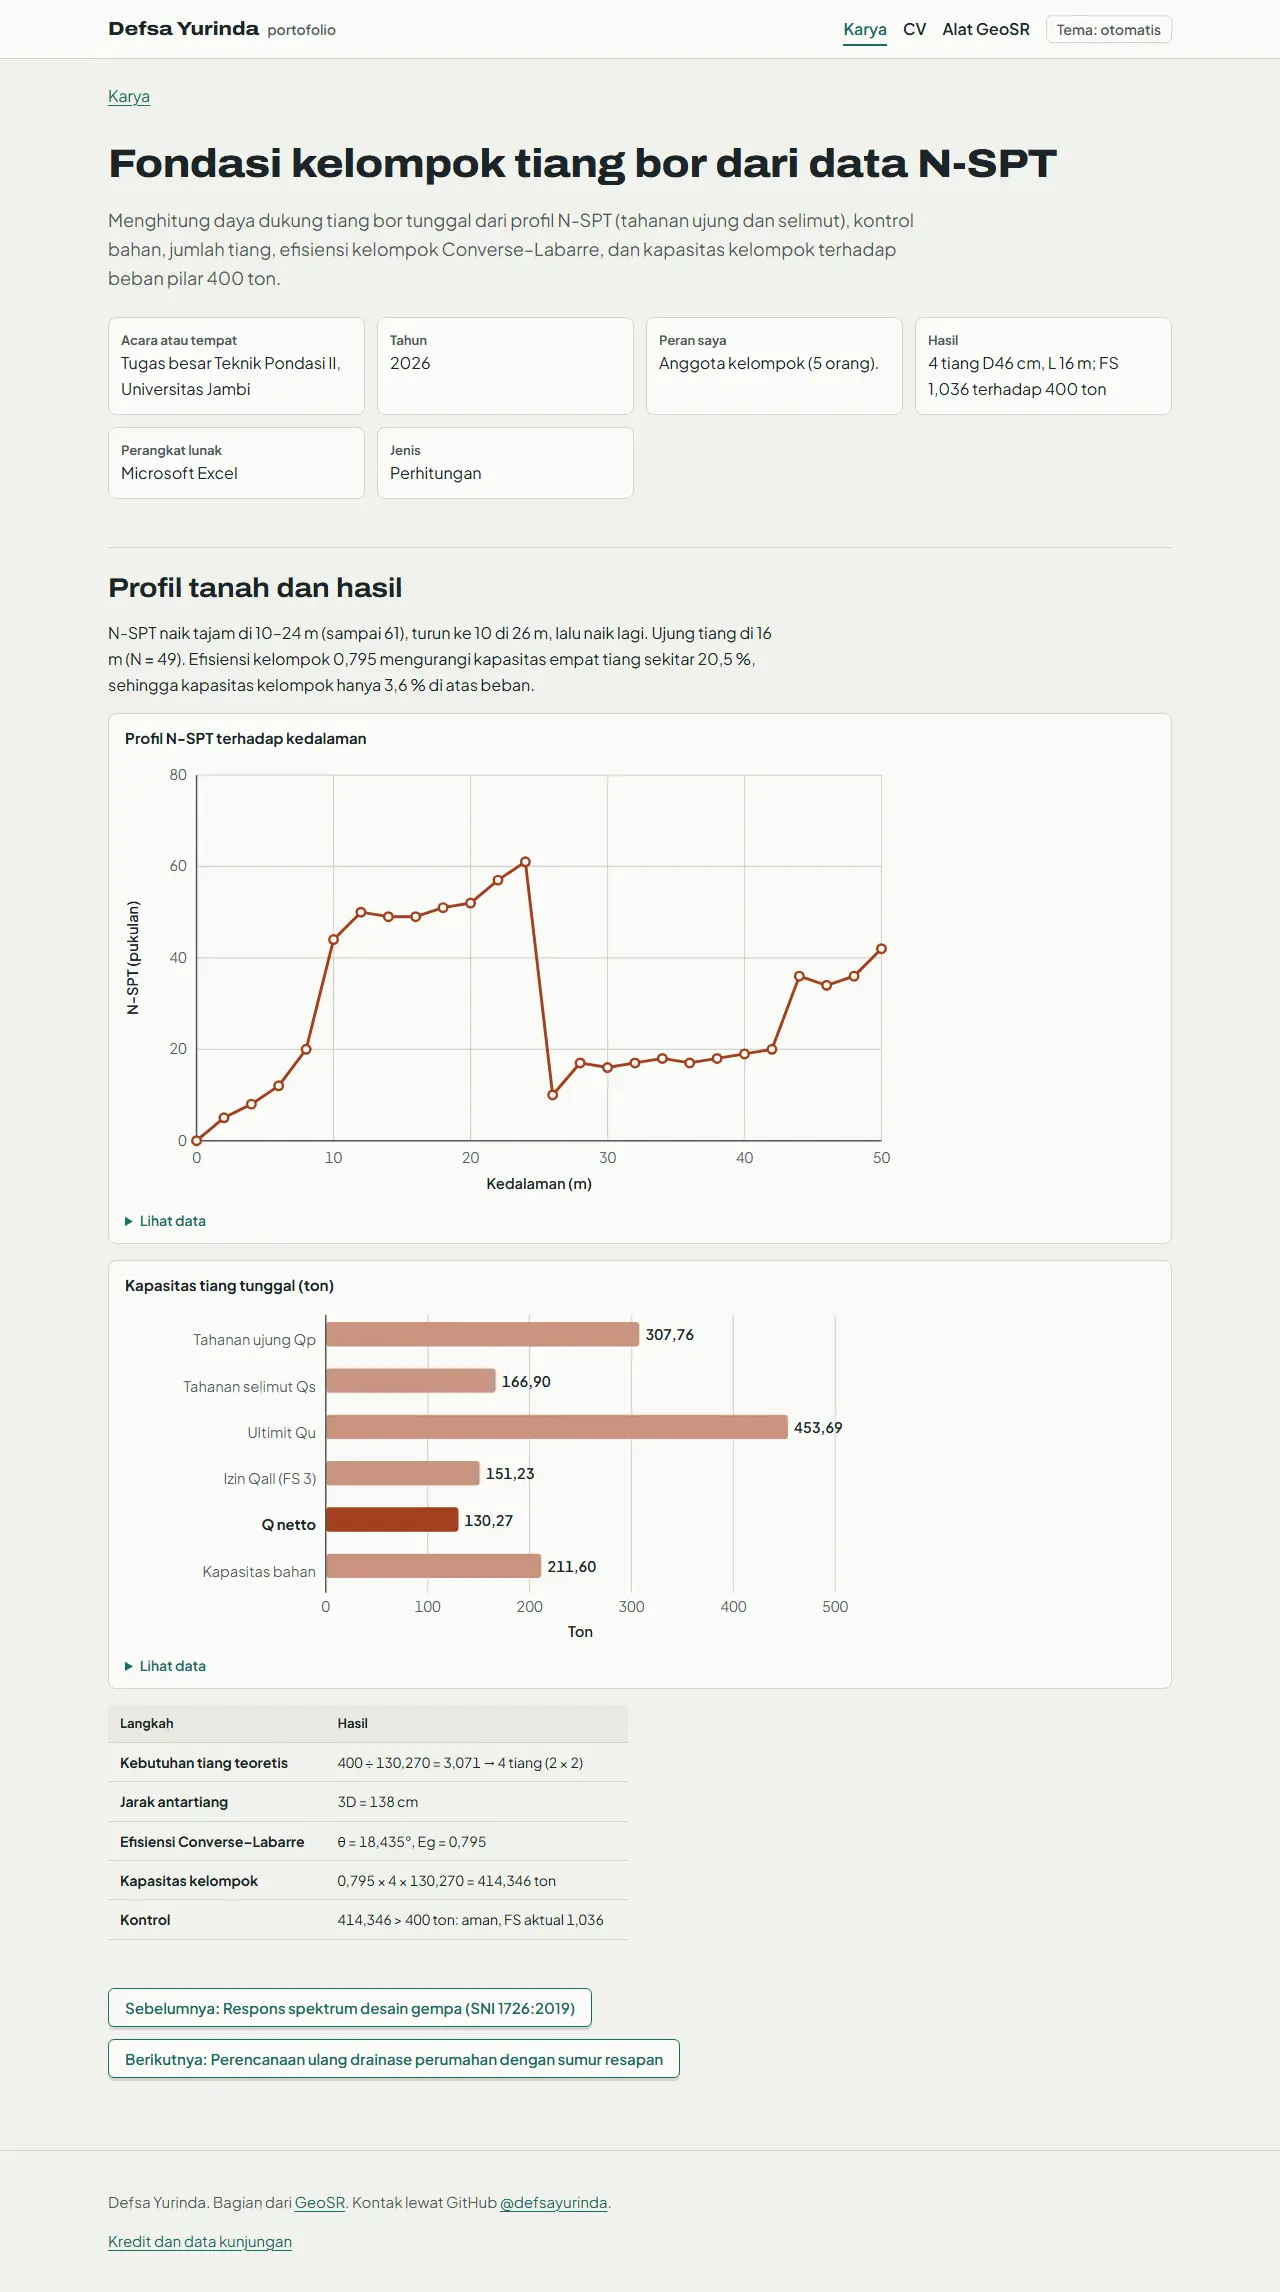 Defsa Yurinda portofolio
Karya CV Alat GeoSR Tema: otomatis
Karya
Fondasi kelompok tiang bor dari data N-SPT
Menghitung daya dukung tiang bor tunggal dari profil N-SPT (tahanan ujung dan selimut), kontrol
bahan, jumlah tiang, efisiensi kelompok Converse–Labarre, dan kapasitas kelompok terhadap
beban pilar 400 ton.
Acara atau tempat
Tugas besar Teknik Pondasi II,
Universitas Jambi
Tahun
2026
Peran saya
Anggota kelompok (5 orang).
Hasil
4 tiang D46 cm, L 16 m; FS
1,036 terhadap 400 ton
Perangkat lunak
Microsoft Excel
Jenis
Perhitungan
Profil tanah dan hasil
N-SPT naik tajam di 10–24 m (sampai 61), turun ke 10 di 26 m, lalu naik lagi. Ujung tiang di 16
m (N = 49). Efisiensi kelompok 0,795 mengurangi kapasitas empat tiang sekitar 20,5 %,
sehingga kapasitas kelompok hanya 3,6 % di atas beban.
Profil N-SPT terhadap kedalaman
80
60
40
20
0
N-SPT (pukulan)
0 10 20 30 40 50
Kedalaman (m)
Lihat data
Kapasitas tiang tunggal (ton)
Tahanan ujung Qp 307,76
Tahanan selimut Qs 166,90
Ultimit Qu 453,69
Izin Qall (FS 3) 151,23
Q netto 130,27
Kapasitas bahan 211,60
0 100 200 300 400 500
Ton
Lihat data
Langkah Hasil
Kebutuhan tiang teoretis 400 ÷ 130,270 = 3,071 → 4 tiang (2 × 2)
Jarak antartiang 3D = 138 cm
Efisiensi Converse–Labarre θ = 18,435°, Eg = 0,795
Kapasitas kelompok 0,795 × 4 × 130,270 = 414,346 ton
Kontrol 414,346 > 400 ton: aman, FS aktual 1,036
Sebelumnya: Respons spektrum desain gempa (SNI 1726:2019)
Berikutnya: Perencanaan ulang drainase perumahan dengan sumur resapan
Defsa Yurinda. Bagian dari GeoSR. Kontak lewat GitHub @defsayurinda.
Kredit dan data kunjungan